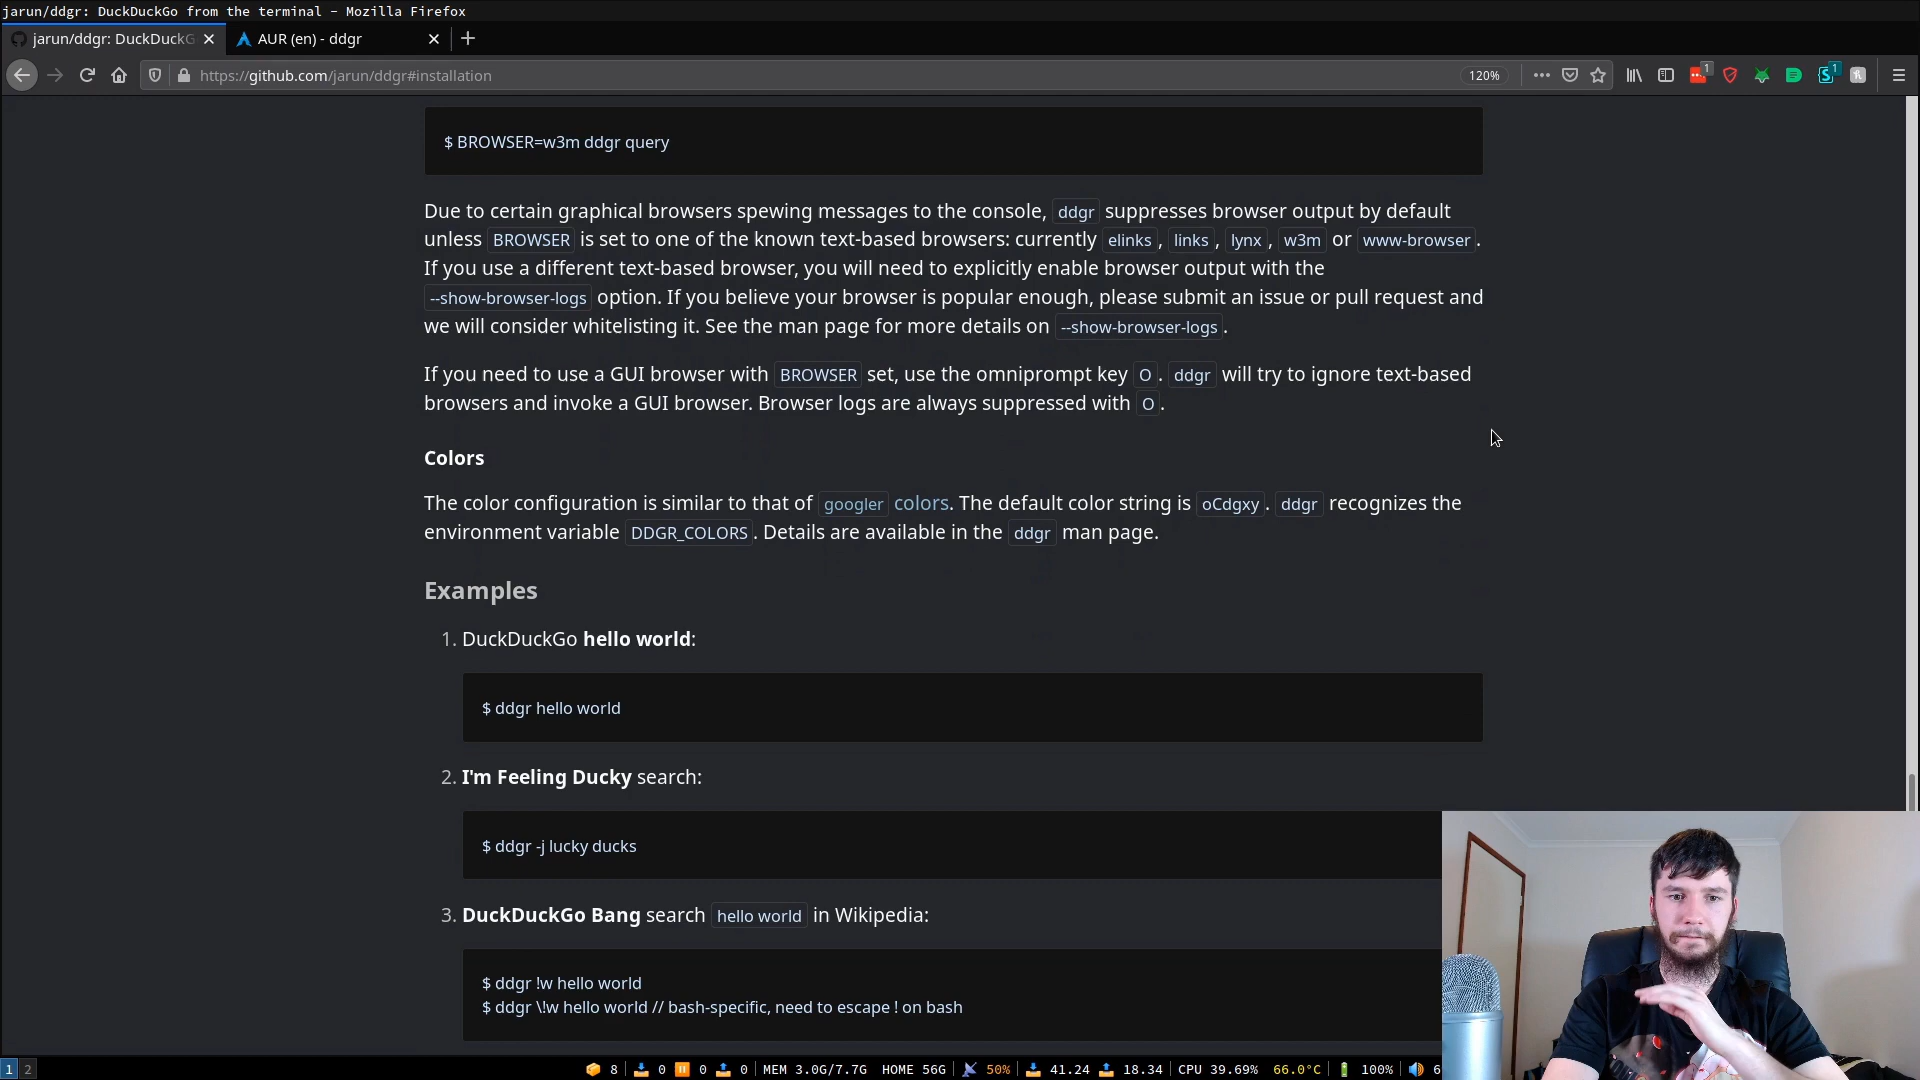 jarun/ddgr: DuckDuckGo from the terminal - Mozilla Firefox
jarun/ddgr: DuckDuckG
AUR (en) - ddgr
https://github.com/jarun/ddgr#installation
120%
1
1
$ BROWSER=w3m ddgr query
Due to certain graphical browsers spewing messages to the console, ddgr suppresses browser output by default
unless BROWSER is set to one of the known text-based browsers: currently elinks, links, lynx, w3m or www-browser.
If you use a different text-based browser, you will need to explicitly enable browser output with the
--show-browser-logs option. If you believe your browser is popular enough, please submit an issue or pull request and
we will consider whitelisting it. See the man page for more details on --show-browser-logs.
If you need to use a GUI browser with BROWSER set, use the omniprompt key O. ddgr will try to ignore text-based
browsers and invoke a GUI browser. Browser logs are always suppressed with O.
Colors
The color configuration is similar to that of googler colors. The default color string is oCdgxy. ddgr recognizes the
environment variable DDGR_COLORS. Details are available in the ddgr man page.
Examples
1. DuckDuckGo hello world:
$ ddgr hello world
2. I'm Feeling Ducky search:
$ ddgr -j lucky ducks
3. DuckDuckGo Bang search hello world in Wikipedia:
$ ddgr !w hello world
$ ddgr \!w hello world // bash-specific, need to escape ! on bash
1 2 8 0 0 0 MEM 3.0G/7.7G HOME 56G 50% 41.24 18.34 CPU 39.69% 66.0°C 100% 6